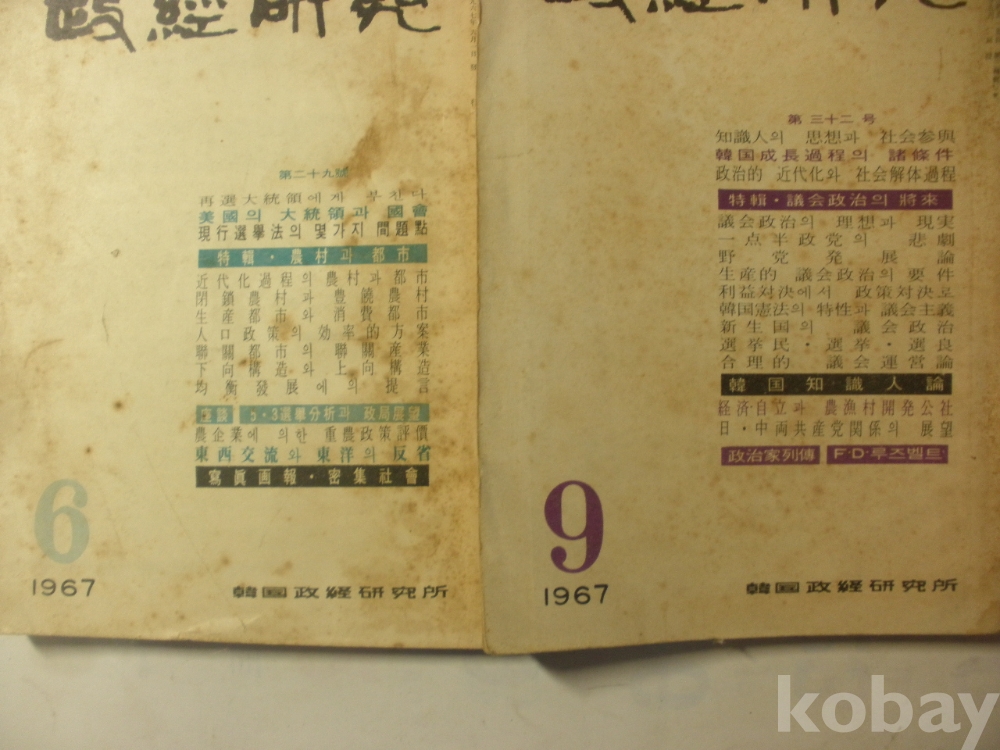 政經研究
第二十九號
再選大統領에게 부친다
美國의 大統領과 國會
現行選擧法의 몇가지 問題點
特輯·農村과 都市
近代化過程의 農村과 都市
閉鎖農村과 豊饒農村
生産都市와 消費都市
人口政策의 効率的方案
聯關都市의 聯關産業
下向構造와 上向構造
均衡發展에의 提言
座談 5·3選擧分析과 政局展望
農企業에 의한 重農政策評價
東西交流와 東洋의 反省
寫眞画報·密集社會
6
1967
韓国政経研究所
政經研究
第三十二号
知識人의 思想과 社会参與
韓国成長過程의 諸條件
政治的 近代化와 社会解体過程
特輯·議会政治의 將來
議会政治의 理想과 現実
一点半政党의 悲劇
野党発展論
生産的 議会政治의 要件
利益対決에서 政策対決로
韓国憲法의 特性과 議会主義
新生国의 議会政治
選挙民·選挙·選良
合理的 議会運営論
韓国知識人論
経済·自立과 農漁村開発公社
日·中両共産党関係의 展望
政治家列傳 F·D·루즈벨트
9
1967
韓国政経研究所
kobay